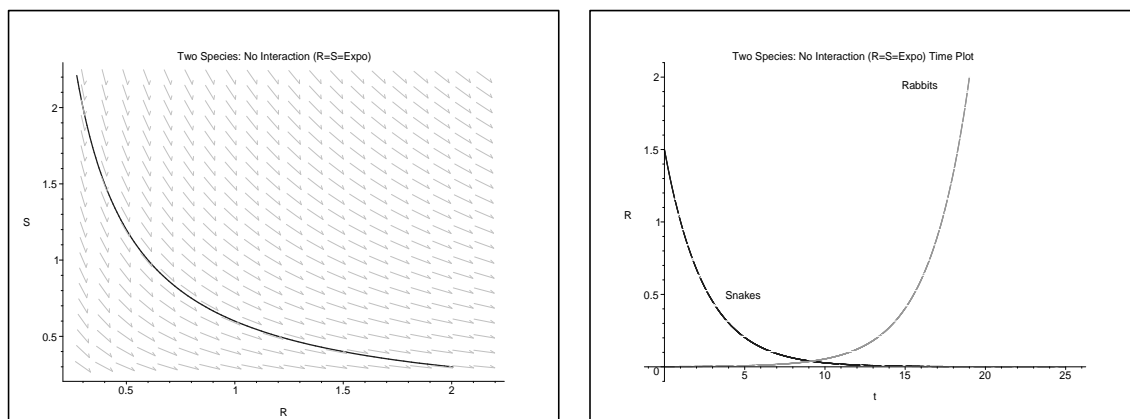 Two Species: No Interaction (R=S=Expo)
2
1.5
S
1
0.5
0.5
1
1.5
2
R
Two Species: No Interaction (R=S=Expo) Time Plot
2
Rabbits
1.5
R
1
Snakes
0.5
0
5
10
15
20
25
t